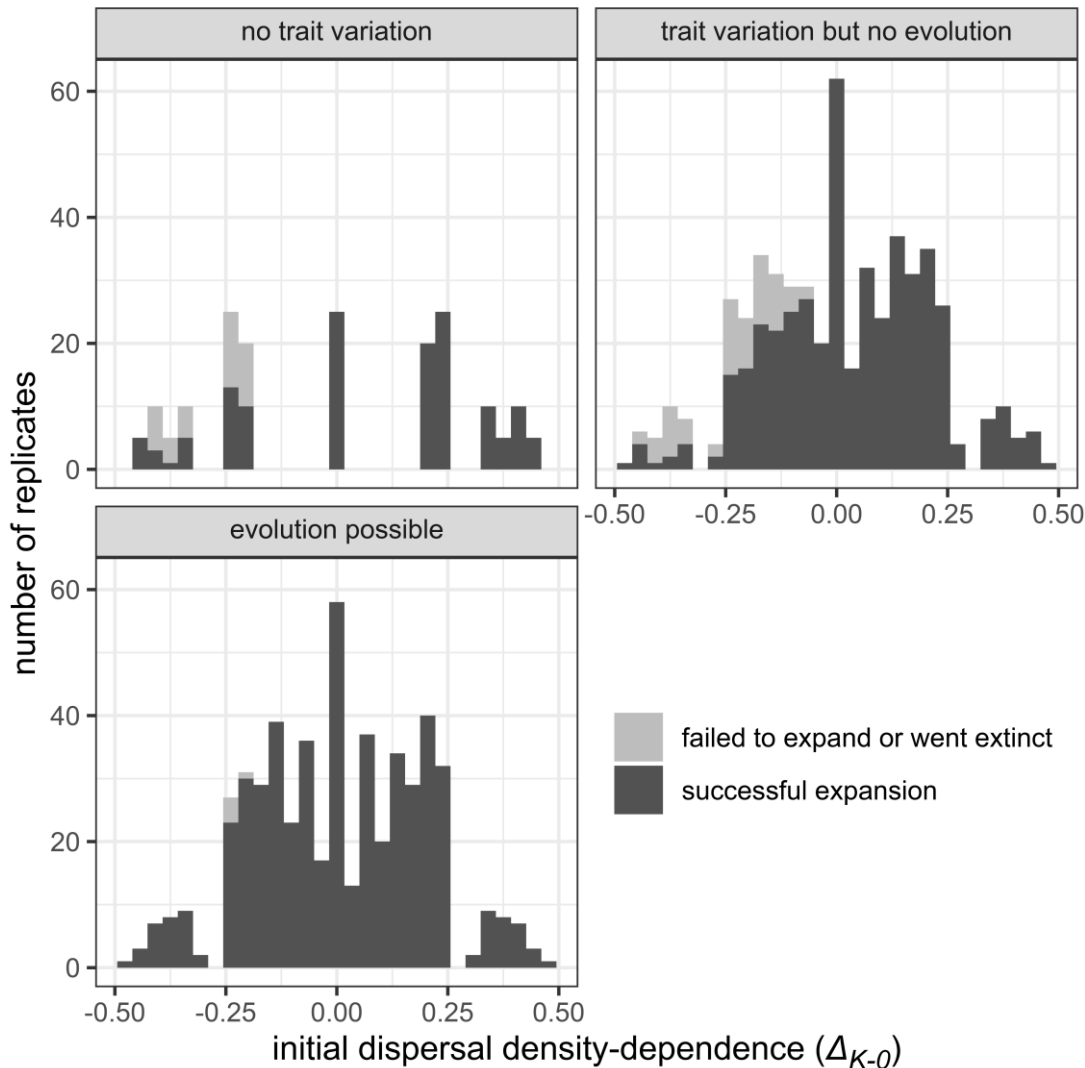 no trait variation
trait variation but no evolution
60
40
20
0
-0.50 -0.25 0.00 0.25 0.50
evolution possible
60
40
20
0
-0.50 -0.25 0.00 0.25 0.50
number of replicates
failed to expand or went extinct
successful expansion
initial dispersal density-dependence (ΔK-0)